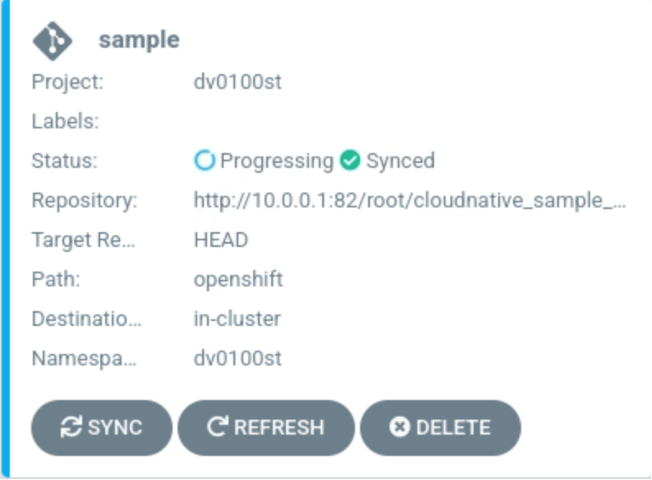 sample
Project: dv0100st
Labels:
Status: Progressing Synced
Repository: http://10.0.0.1:82/root/cloudnative_sample_...
Target Re... HEAD
Path: openshift
Destinatio... in-cluster
Namespa... dv0100st
SYNC REFRESH DELETE